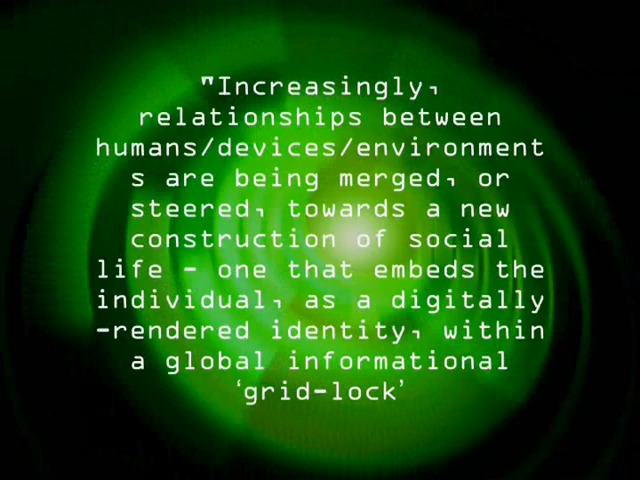 "Increasingly,
relationships between
humans/devices/environment
s are being merged, or
steered, towards a new
construction of social
life - one that embeds the
individual, as a digitally
-rendered identity, within
a global informational
‘grid-lock’